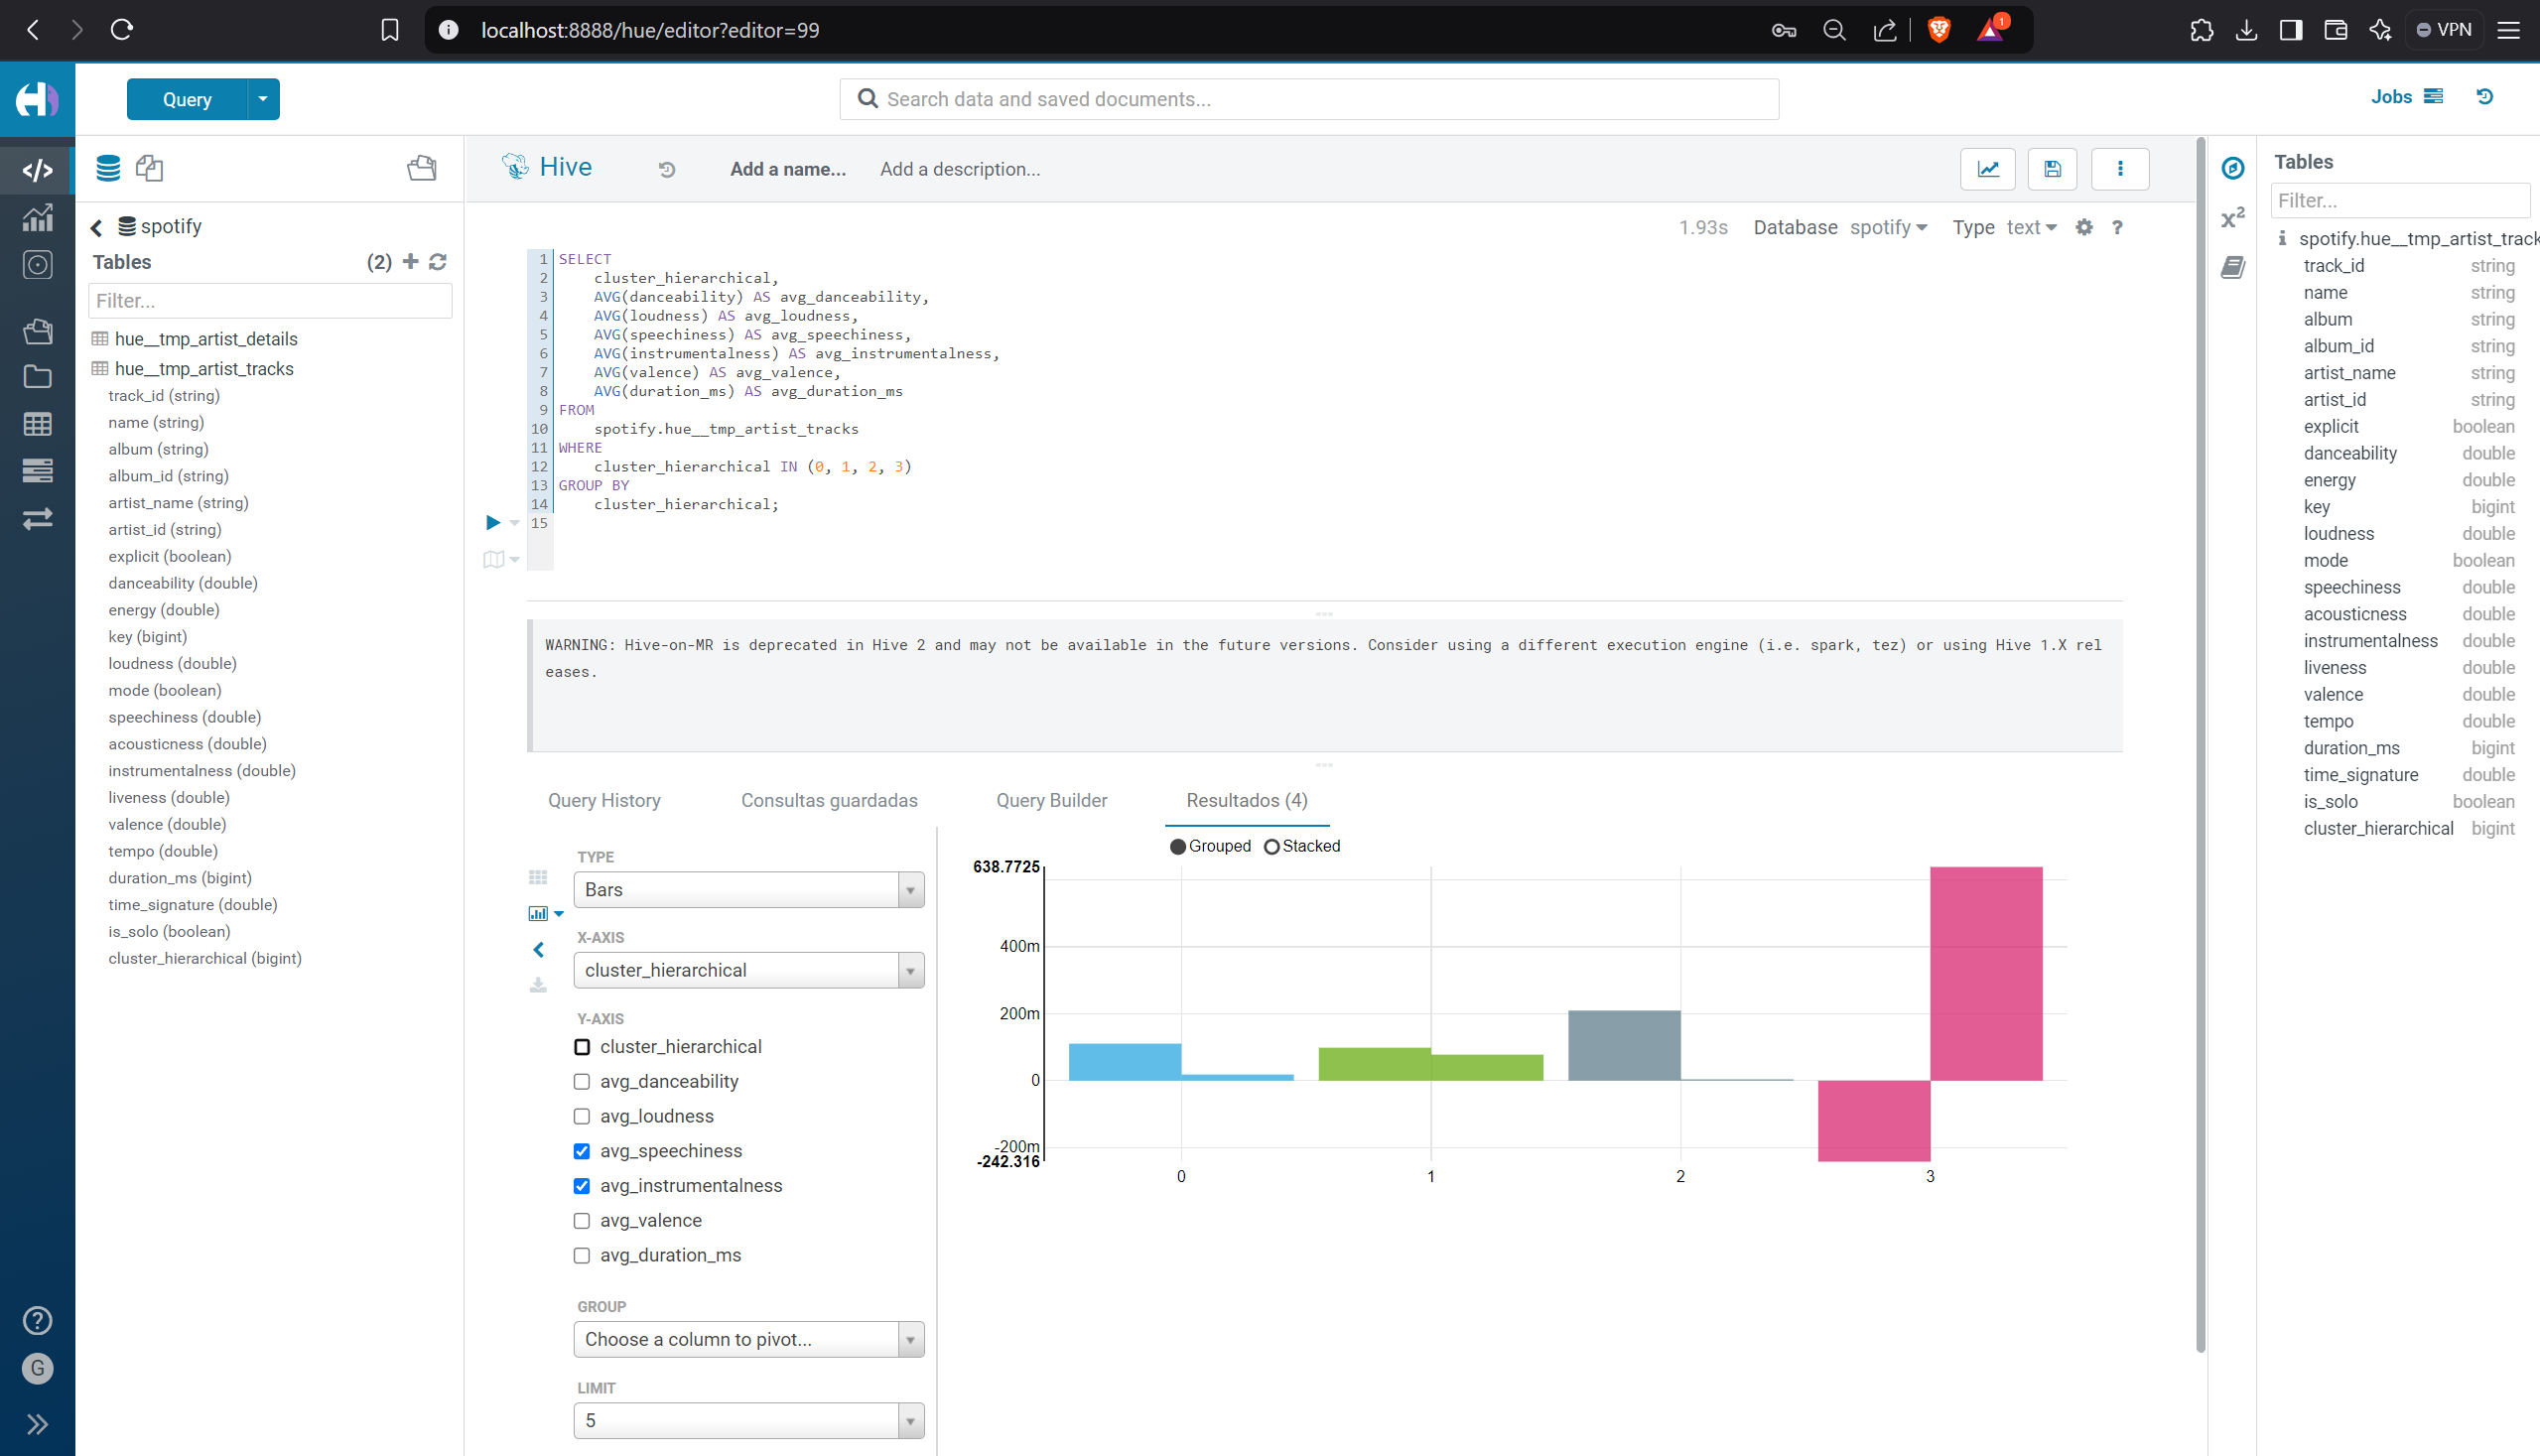 localhost:8888/hue/editor?editor=99
1
VPN
Query
Search data and saved documents...
Jobs
spotify
Tables
(2)
Filter...
hue__tmp_artist_details
hue__tmp_artist_tracks
track_id (string)
name (string)
album (string)
album_id (string)
artist_name (string)
artist_id (string)
explicit (boolean)
danceability (double)
energy (double)
key (bigint)
loudness (double)
mode (boolean)
speechiness (double)
acousticness (double)
instrumentalness (double)
liveness (double)
valence (double)
tempo (double)
duration_ms (bigint)
time_signature (double)
is_solo (boolean)
cluster_hierarchical (bigint)
G
Hive
Add a name...
Add a description...
1.93s
Database spotify
Type text
?
1 SELECT
2 cluster_hierarchical,
3 AVG(danceability) AS avg_danceability,
4 AVG(loudness) AS avg_loudness,
5 AVG(speechiness) AS avg_speechiness,
6 AVG(instrumentalness) AS avg_instrumentalness,
7 AVG(valence) AS avg_valence,
8 AVG(duration_ms) AS avg_duration_ms
9 FROM
10 spotify.hue__tmp_artist_tracks
11 WHERE
12 cluster_hierarchical IN (0, 1, 2, 3)
13 GROUP BY
14 cluster_hierarchical;
15
WARNING: Hive-on-MR is deprecated in Hive 2 and may not be available in the future versions. Consider using a different execution engine (i.e. spark, tez) or using Hive 1.X rel
eases.
Query History
Consultas guardadas
Query Builder
Resultados (4)
TYPE
Bars
X-AXIS
cluster_hierarchical
Y-AXIS
cluster_hierarchical
avg_danceability
avg_loudness
avg_speechiness
avg_instrumentalness
avg_valence
avg_duration_ms
GROUP
Choose a column to pivot...
LIMIT
5
Grouped
Stacked
638.7725
400m
200m
0
-200m
-242.316
0
1
2
3
x²
Tables
Filter...
spotify.hue__tmp_artist_track
track_id string
name string
album string
album_id string
artist_name string
artist_id string
explicit boolean
danceability double
energy double
key bigint
loudness double
mode boolean
speechiness double
acousticness double
instrumentalness double
liveness double
valence double
tempo double
duration_ms bigint
time_signature double
is_solo boolean
cluster_hierarchical bigint